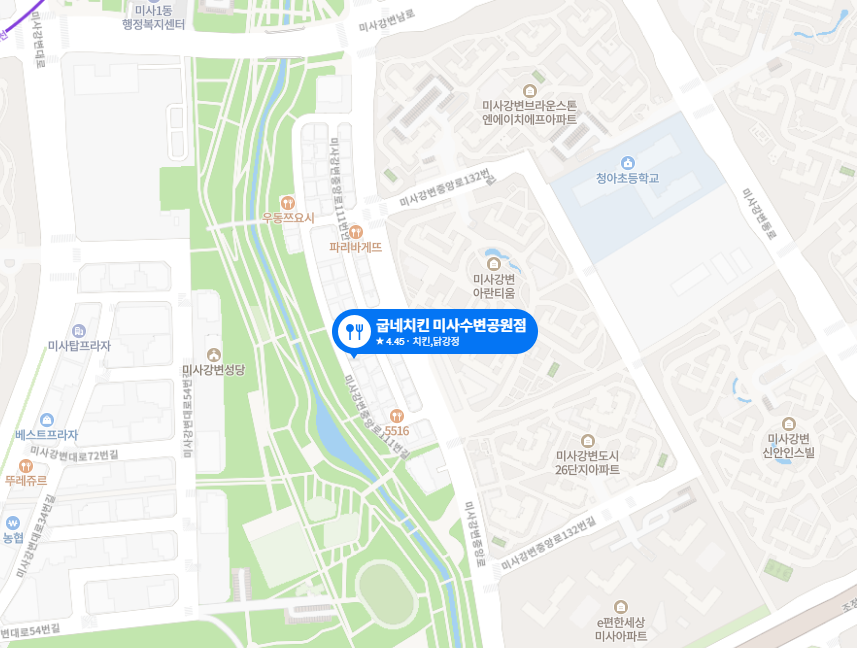 미사1동
행정복지센터
미사강변대로
미사강변남로
미사강변브라운스톤
엔에이치에프아파트
청아초등학교
미사강변중앙로132번
미사강변동로
미사강변중앙로111번안
우동쯔요시
파리바게뜨
미사강변
아란티움
굽네치킨 미사수변공원점
★ 4.45 · 치킨,닭강정
미사탑프라자
미사강변성당
미사강변대로54번길
미사강변중앙로111번길
5516
베스트프라자
미사강변대로72번길
뚜레쥬르
미사강변대로34번길
농협
미사강변도시
26단지아파트
미사강변
신안인스빌
미사강변중앙로
미사강변중앙로132번길
e편한세상
미사아파트
변대로54번길